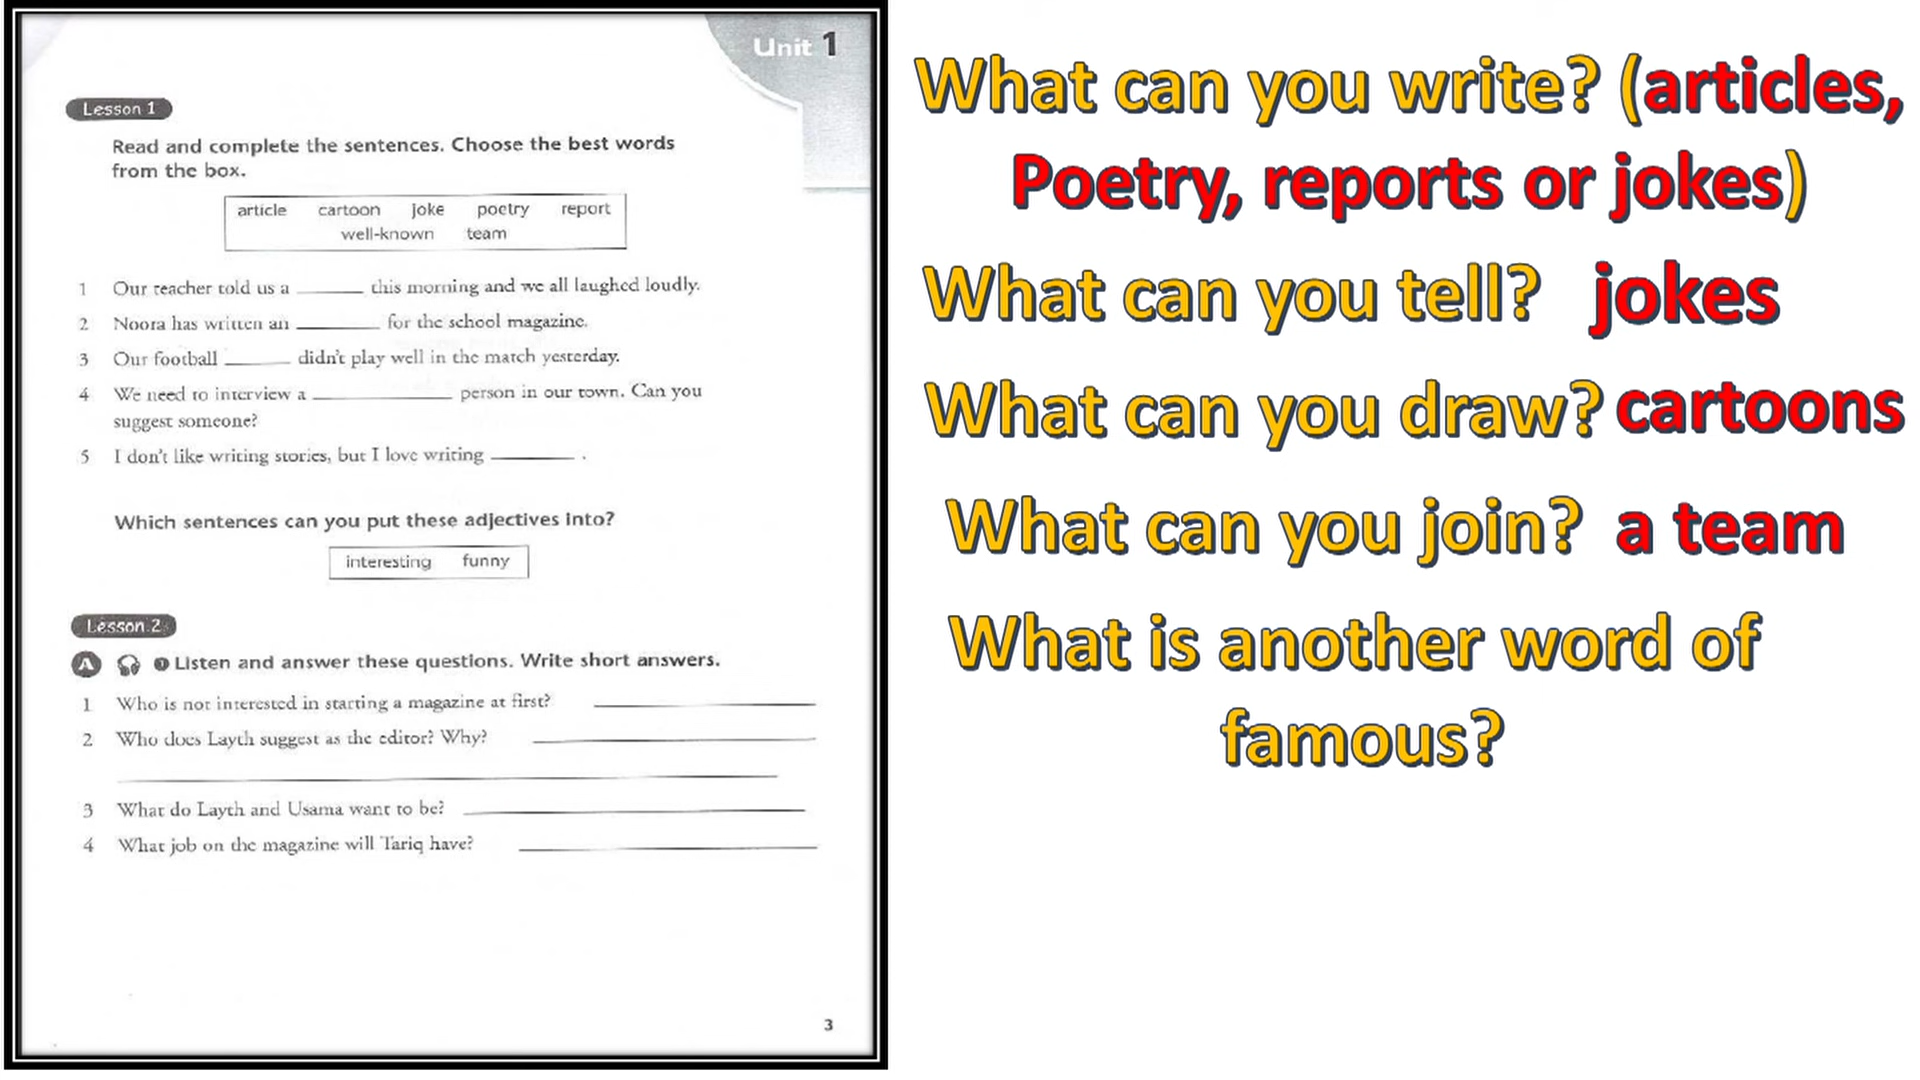 Unit 1
Lesson 1
Read and complete the sentences. Choose the best words
from the box.
article cartoon joke poetry report
well-known team
1 Our teacher told us a ______ this morning and we all laughed loudly.
2 Noora has written an ______ for the school magazine.
3 Our football ______ didn't play well in the match yesterday.
4 We need to interview a ______ person in our town. Can you
suggest someone?
5 I don't like writing stories, but I love writing ______ .
Which sentences can you put these adjectives into?
interesting funny
Lesson 2
A 1 Listen and answer these questions. Write short answers.
1 Who is not interested in starting a magazine at first? ______
2 Who does Layth suggest as the editor? Why? ______
3 What do Layth and Usama want to be? ______
4 What job on the magazine will Tariq have? ______
3
What can you write? (articles,
Poetry, reports or jokes)
What can you tell? jokes
What can you draw? cartoons
What can you join? a team
What is another word of
famous?